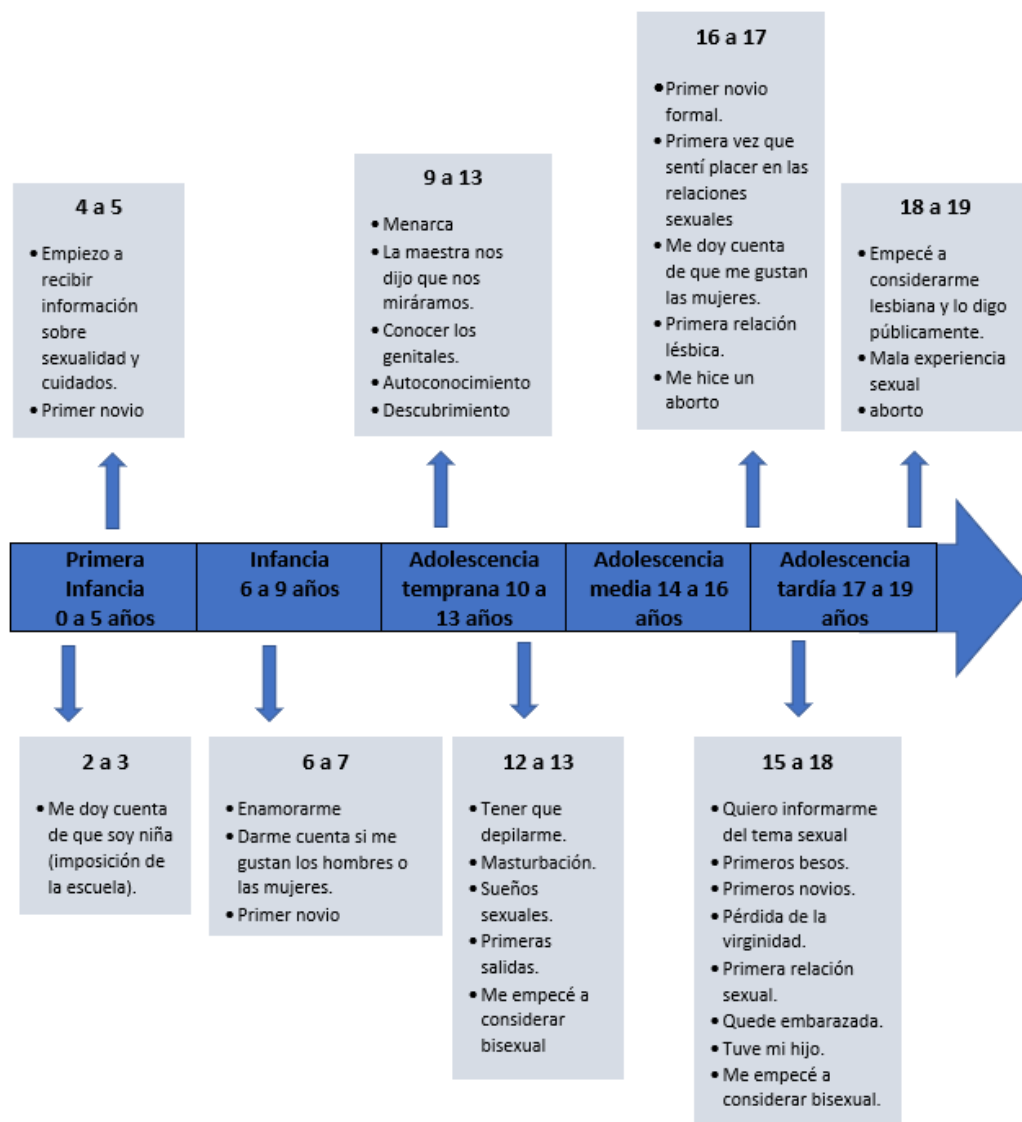 16 a 17
•Primer novio
formal.
•Primera vez que
sentí placer en las
relaciones
sexuales
•Me doy cuenta
de que me gustan
las mujeres.
•Primera relación
lésbica.
•Me hice un
aborto
9 a 13
•Menarca
•La maestra nos
dijo que nos
miráramos.
•Conocer los
genitales.
•Autoconocimiento
•Descubrimiento
4 a 5
•Empiezo a
recibir
información
sobre
sexualidad y
cuidados.
•Primer novio
18 a 19
•Empecé a
considerarme
lesbiana y lo digo
públicamente.
•Mala experiencia
sexual
•aborto
Primera
Infancia
0 a 5 años
Infancia
6 a 9 años
Adolescencia
temprana 10 a
13 años
Adolescencia
media 14 a 16
años
Adolescencia
tardía 17 a 19
años
2 a 3
•Me doy cuenta
de que soy niña
(imposición de
la escuela).
6 a 7
•Enamorarme
•Darme cuenta si me
gustan los hombres o
las mujeres.
•Primer novio
12 a 13
•Tener que
depilarme.
•Masturbación.
•Sueños
sexuales.
•Primeras
salidas.
•Me empecé a
considerar
bisexual
15 a 18
•Quiero informarme
del tema sexual
•Primeros besos.
•Primeros novios.
•Pérdida de la
virginidad.
•Primera relación
sexual.
•Quede embarazada.
•Tuve mi hijo.
•Me empecé a
considerar bisexual.